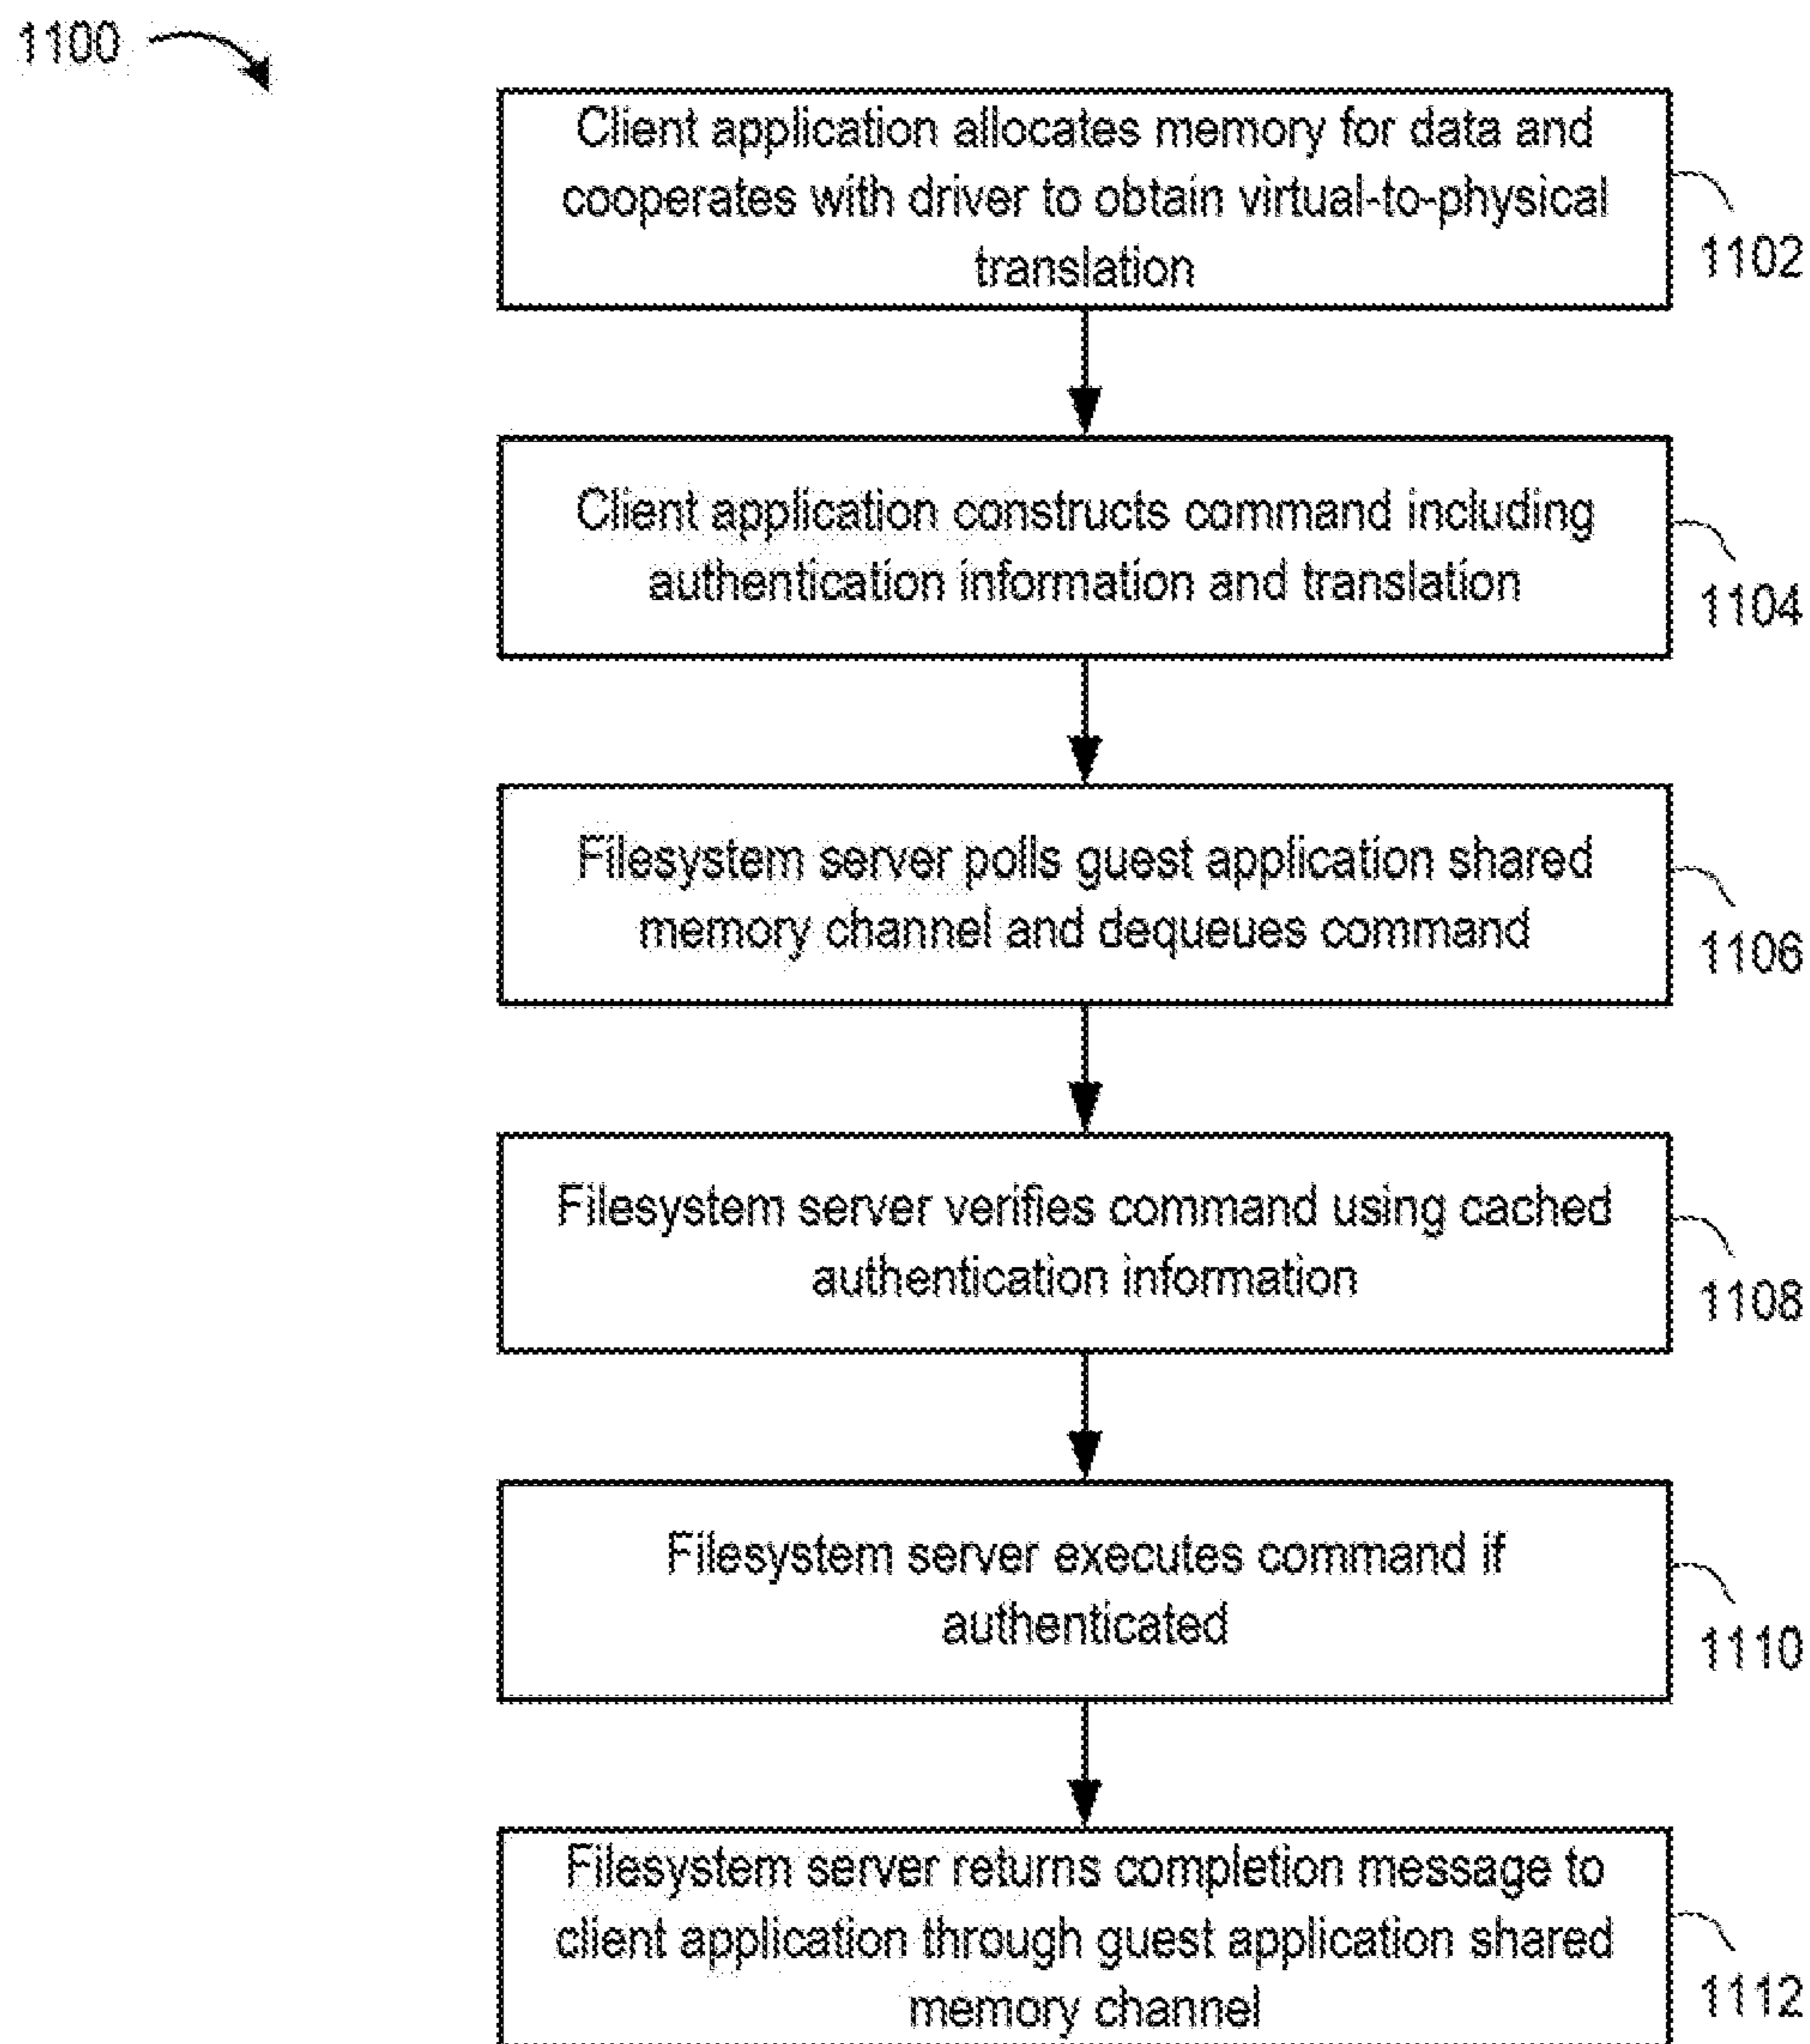 1100
Client application allocates memory for data and
cooperates with driver to obtain virtual-to-physical
translation
1102
Client application constructs command including
authentication information and translation
1104
Filesystem server polls guest application shared
memory channel and dequeues command
1106
Filesystem server verifies command using cached
authentication information
1108
Filesystem server executes command if
authenticated
1110
Filesystem server returns completion message to
client application through guest application shared
memory channel
1112